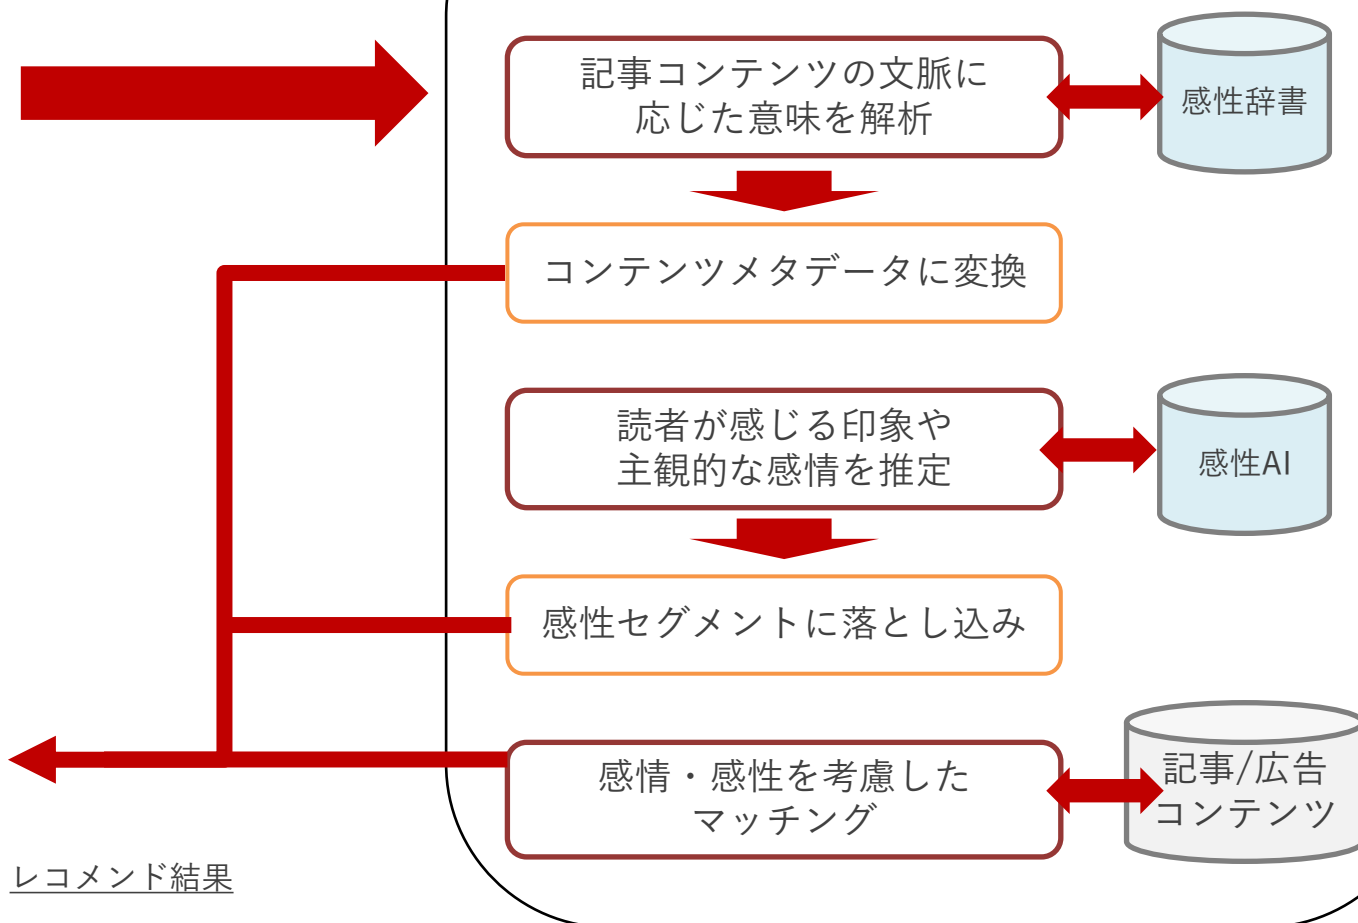 記事コンテンツの文脈に
応じた意味を解析
感性辞書
コンテンツメタデータに変換
読者が感じる印象や
主観的な感情を推定
感性AI
感性セグメントに落とし込み
感情・感性を考慮した
マッチング
記事/広告
コンテンツ
レコメンド結果